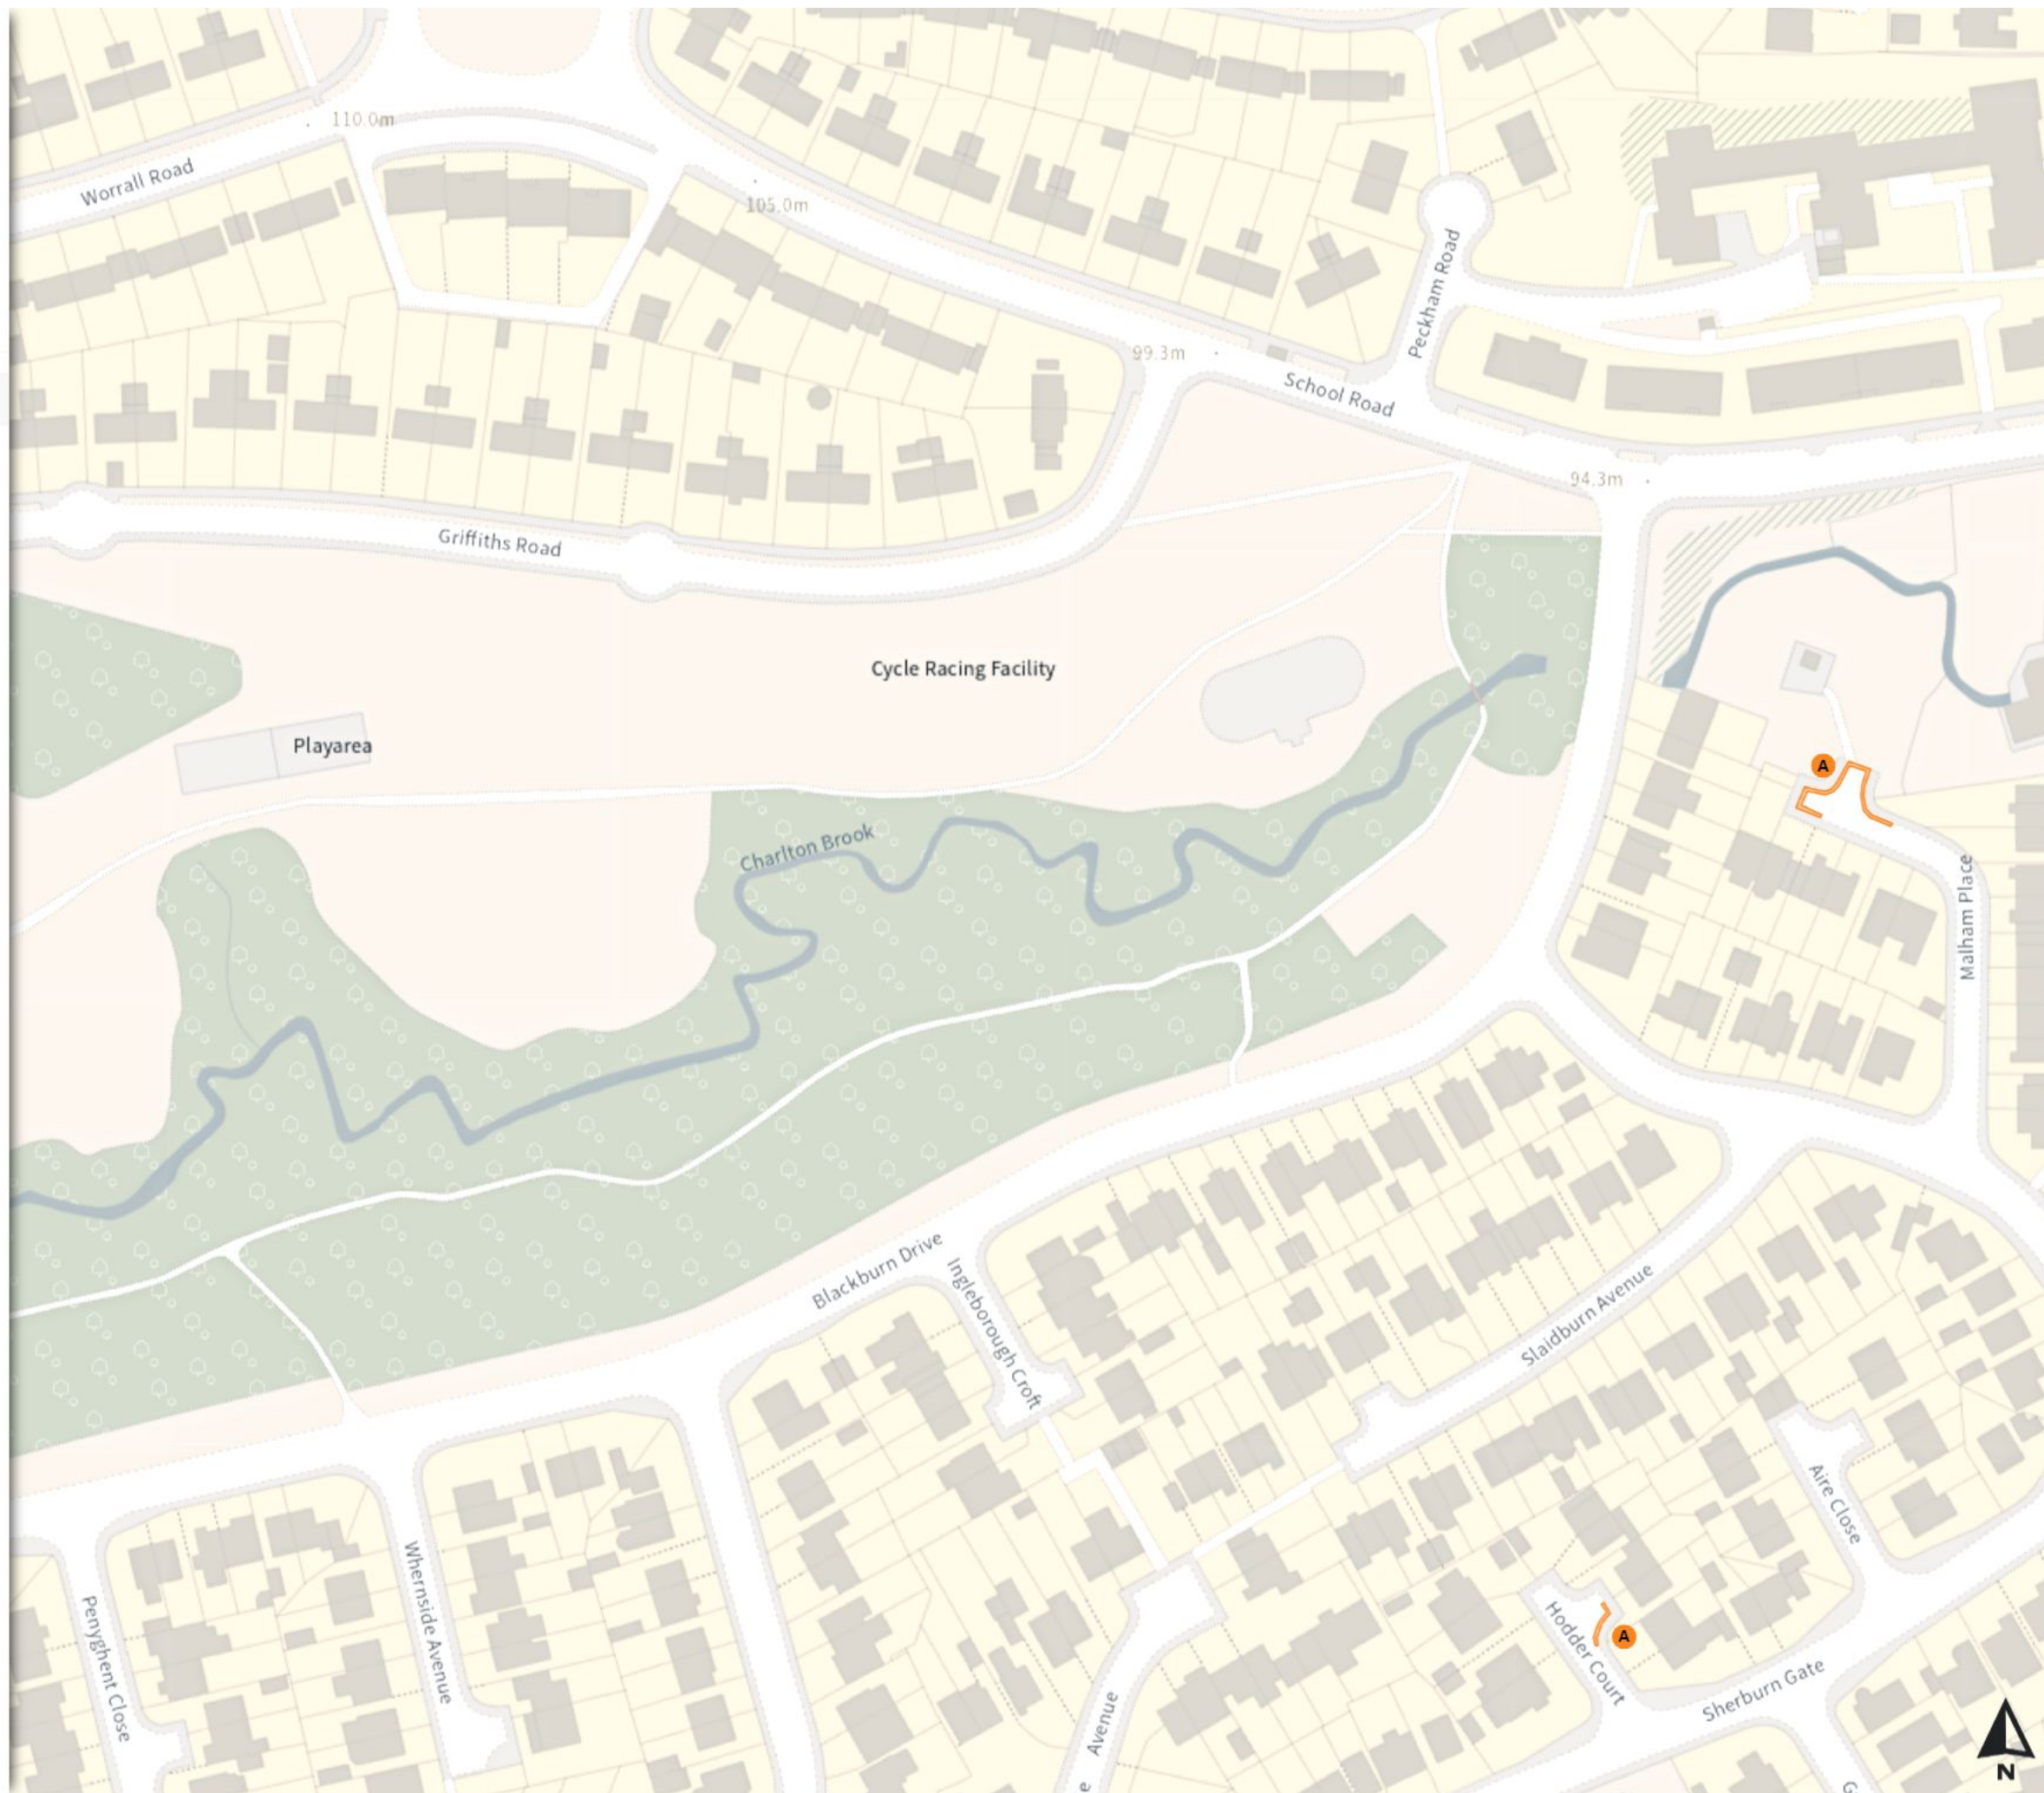 110.0m
Worrall Road
105.0m
Peckham Road
99.3m
School Road
94.3m
Griffiths Road
Cycle Racing Facility
Playarea
A
Charlton Brook
Malham Place
Blackburn Drive
Ingleborough Croft
Slaidburn Avenue
Aire Close
Whernside Avenue
Penyghent Close
Hodder Court
A
Sherburn Gate
Avenue
e
G
N